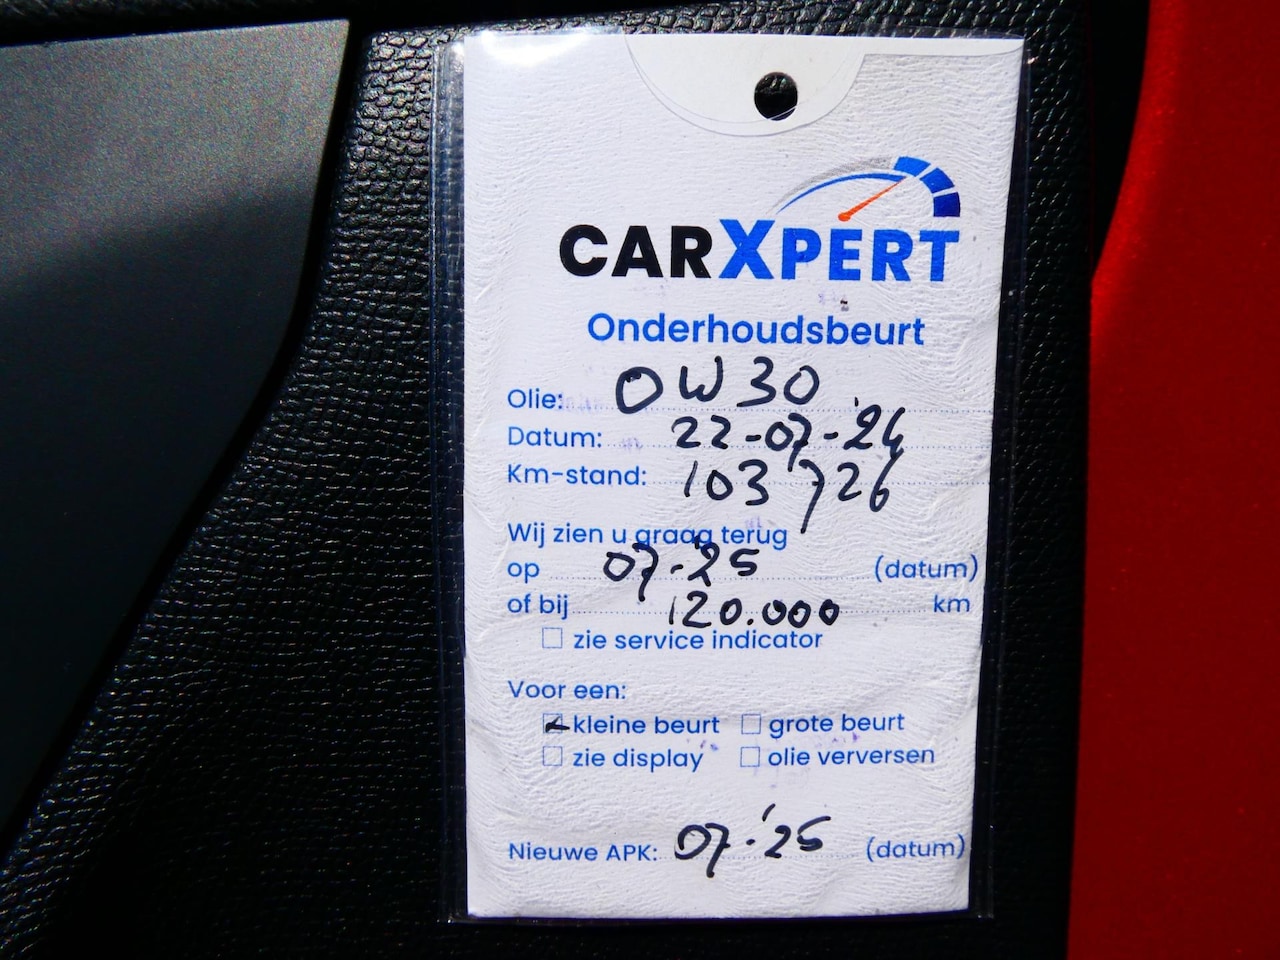 CARXPERT
Onderhoudsbeurt
Olie: 0W30
Datum: 22-07-'24
Km-stand: 103726
Wij zien u graag terug
op 07-'25 (datum)
of bij 120.000 km
zie service indicator
Voor een:
kleine beurt grote beurt
zie display olie verversen
Nieuwe APK: 07-'25 (datum)